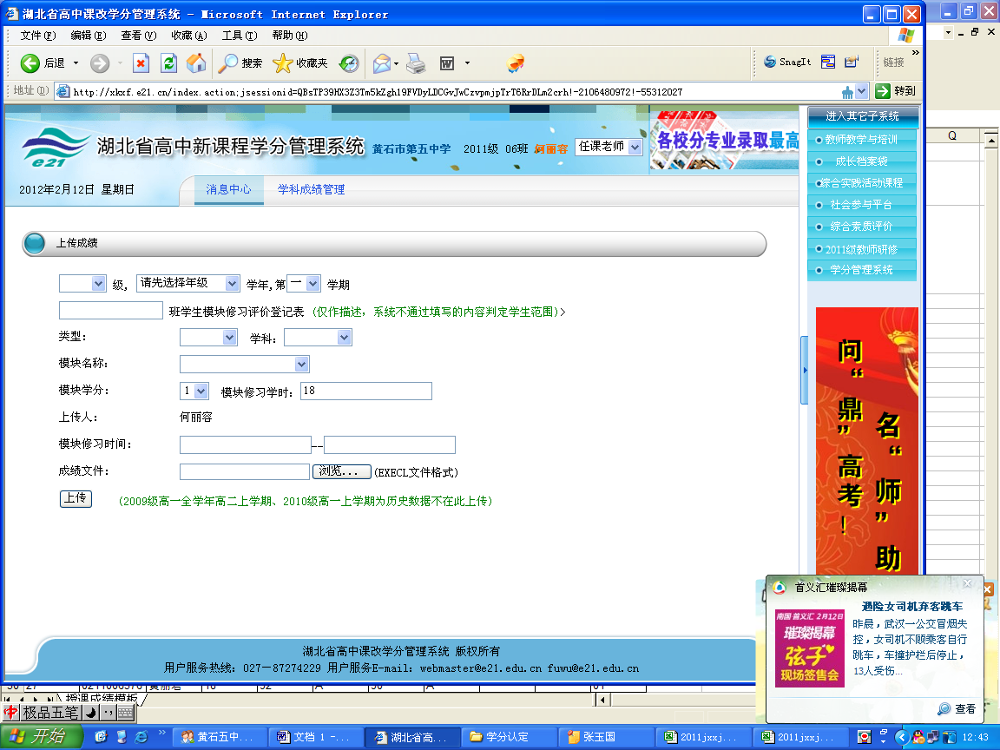 湖北省高中课改学分管理系统 - Microsoft Internet Explorer
文件(F) 编辑(E) 查看(V) 收藏(A) 工具(T) 帮助(H)
后退 搜索 收藏夹 SnagIt 链接
地址(D) http://xkxf.e21.cn/index.action;jsessionid=QBsTP39HX3Z3Tm5kZgh19FVDyLDCGvJwCzvpmjpTrT6RrDLm2crh!-2106480972!-55312027 转到
e21 湖北省高中新课程学分管理系统 黄石市第五中学 2011级 06班 何丽容 任课老师
各校分专业录取最高
2012年2月12日 星期日 消息中心 学科成绩管理
进入其它子系统
教师教学与培训
成长档案袋
综合实践活动课程
社会参与平台
综合素质评价
2011级教师研修
学分管理系统
Q
上传成绩
级, 请先选择年级 学年,第 一 学期
班学生模块修习评价登记表 (仅作描述，系统不通过填写的内容判定学生范围)>
类型: 学科:
模块名称:
模块学分: 1 模块修习学时: 18
上传人: 何丽容
模块修习时间: --
成绩文件: 浏览... (EXECL文件格式)
上传 (2009级高一全学年高二上学期、2010级高一上学期为历史数据不在此上传)
问“鼎”高考！
名“师”助
湖北省高中课改学分管理系统 版权所有
用户服务热线: 027-87274229 用户服务E-mail: webmaster@e21.edu.cn fuwu@e21.edu.cn
首义汇璀璨揭幕
南国 首义汇 2月12日
璀璨揭幕
弦子
现场签售会
遇险女司机弃客跳车
昨晨，武汉一公交冒烟失
控，女司机不顾乘客自行
跳车，车撞护栏后停止，
13人受伤...
查看
授课成绩模板
中 极品五笔
开始 黄石五中... 文档 1 -... 湖北省高... 学分认定 张玉国 2011jxxj... 2011jxxj... 12:43